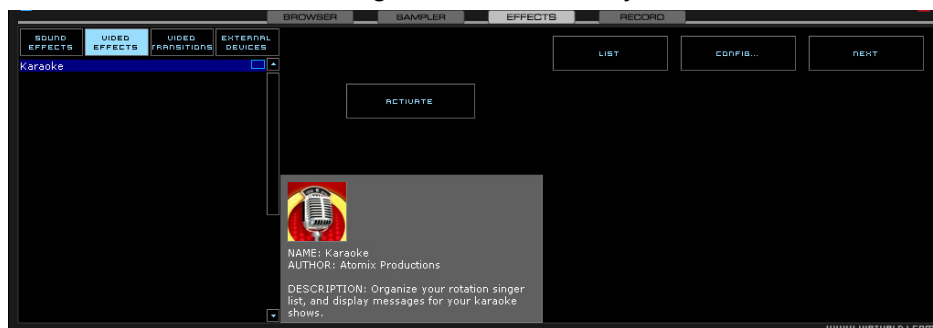 BROWSER SAMPLER EFFECTS RECORD
SOUND EFFECTS VIDEO EFFECTS VIDEO TRANSITIONS EXTERNAL DEVICES
LIST CONFIG... NEXT
Karaoke
ACTIVATE
NAME: Karaoke
AUTHOR: Atomix Productions
DESCRIPTION: Organize your rotation singer
list, and display messages for your karaoke
shows.